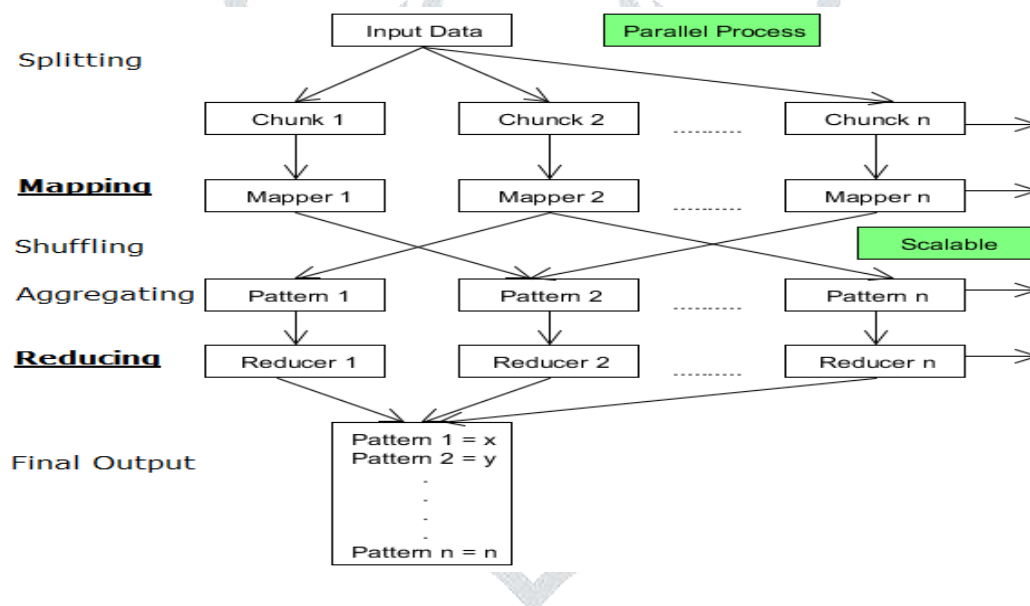 Input Data
Parallel Process
Splitting
Chunk 1
Chunck 2
..........
Chunck n
Mapping
Mapper 1
Mapper 2
..........
Mapper n
Shuffling
Scalable
Aggregating
Pattern 1
Pattern 2
..........
Pattern n
Reducing
Reducer 1
Reducer 2
..........
Reducer n
Final Output
Pattern 1 = x
Pattern 2 = y
.
.
.
.
Pattern n = n